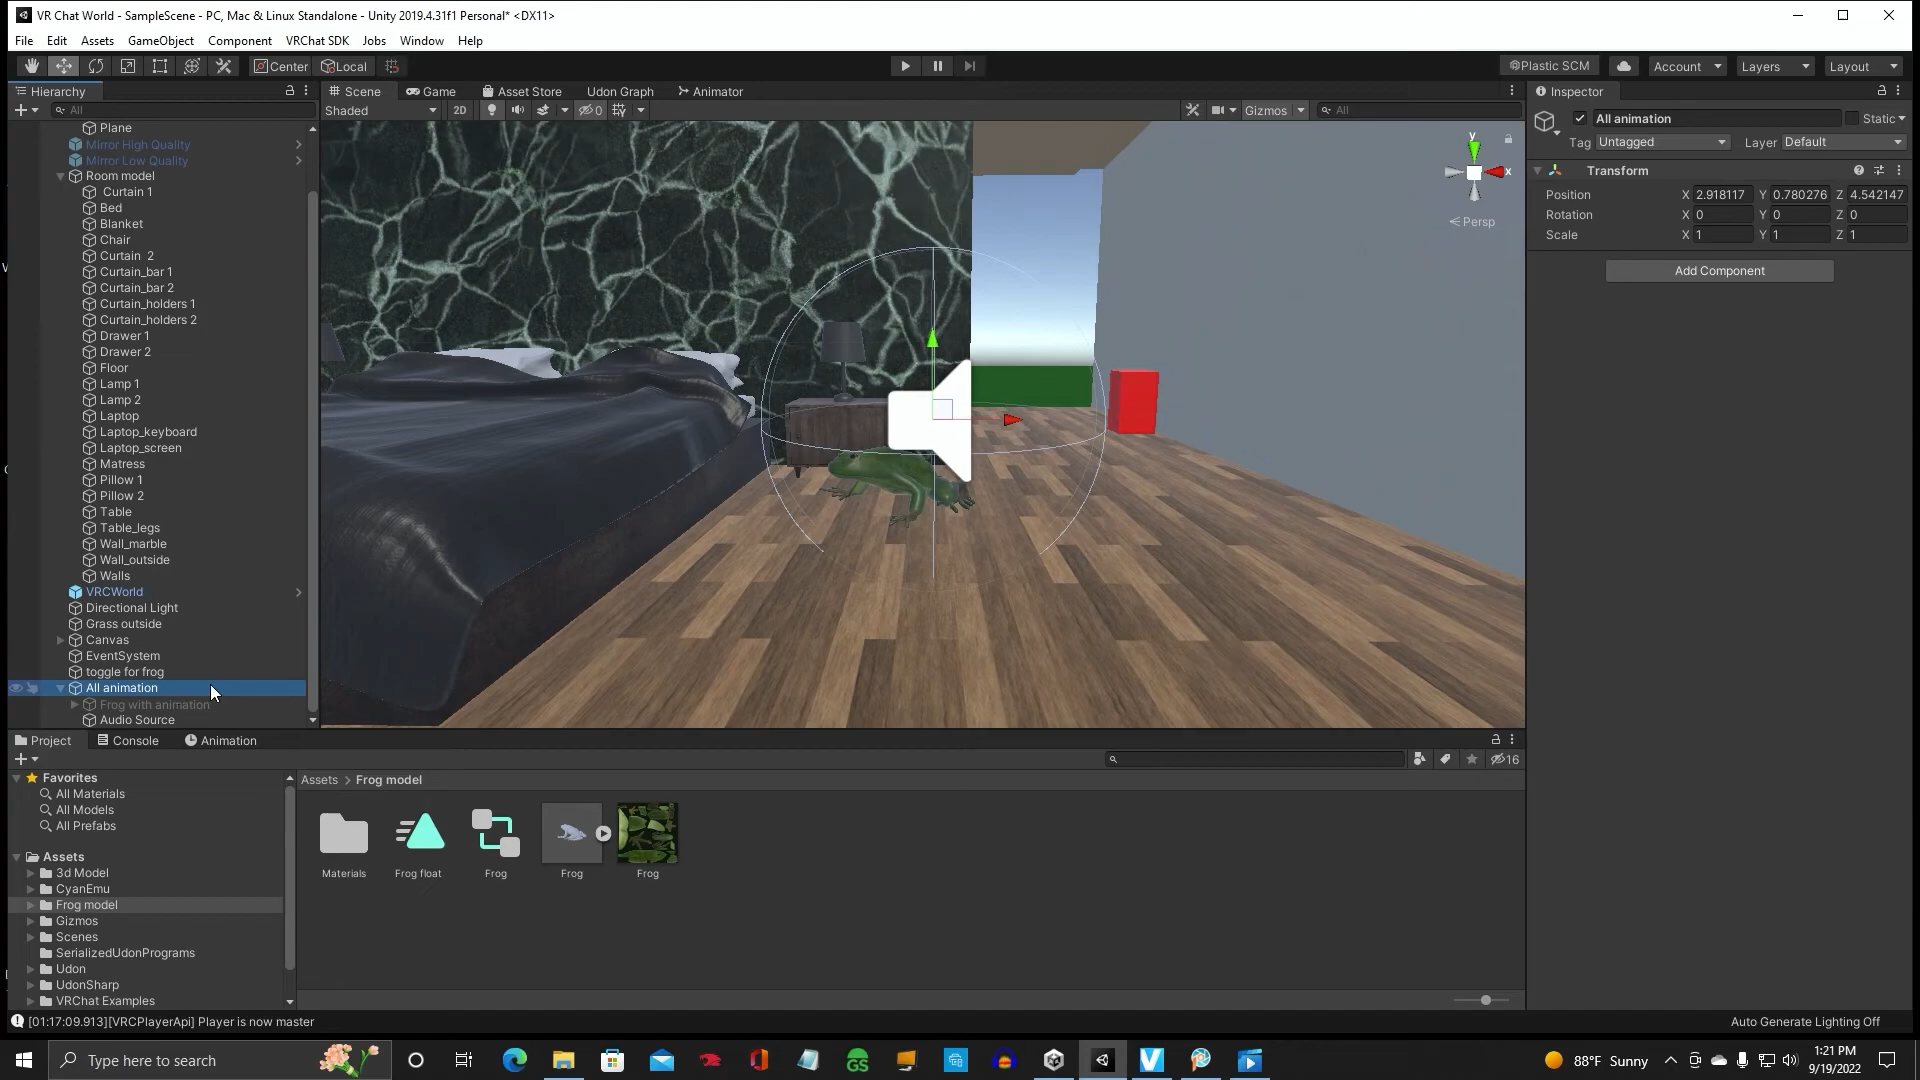 VR Chat World - SampleScene - PC, Mac & Linux Standalone - Unity 2019.4.31f1 Personal* <DX11>
File Edit Assets GameObject Component VRChat SDK Jobs Window Help
Center Local Plastic SCM Account Layers Layout
Hierarchy Scene Game Asset Store Udon Graph Animator Inspector
All Shaded 2D 0 Gizmos All
All animation Static
Tag Untagged Layer Default
Transform
Position X 2.918117 Y 0.780276 Z 4.542147
Rotation X 0 Y 0 Z 0
Scale X 1 Y 1 Z 1
Add Component
y
x
Persp
Plane
Mirror High Quality
Mirror Low Quality
Room model
Curtain 1
Bed
Blanket
Chair
Curtain 2
Curtain_bar 1
Curtain_bar 2
Curtain_holders 1
Curtain_holders 2
Drawer 1
Drawer 2
Floor
Lamp 1
Lamp 2
Laptop
Laptop_keyboard
Laptop_screen
Matress
Pillow 1
Pillow 2
Table
Table_legs
Wall_marble
Wall_outside
Walls
VRCWorld
Directional Light
Grass outside
Canvas
EventSystem
toggle for frog
All animation
Frog with animation
Audio Source
Project Console Animation
16
Favorites
All Materials
All Models
All Prefabs
Assets
3d Model
CyanEmu
Frog model
Gizmos
Scenes
SerializedUdonPrograms
Udon
UdonSharp
VRChat Examples
Assets > Frog model
Materials Frog float Frog Frog Frog
[01:17:09.913][VRCPlayerApi] Player is now master
Auto Generate Lighting Off
Type here to search
GS
88°F Sunny
1:21 PM
9/19/2022